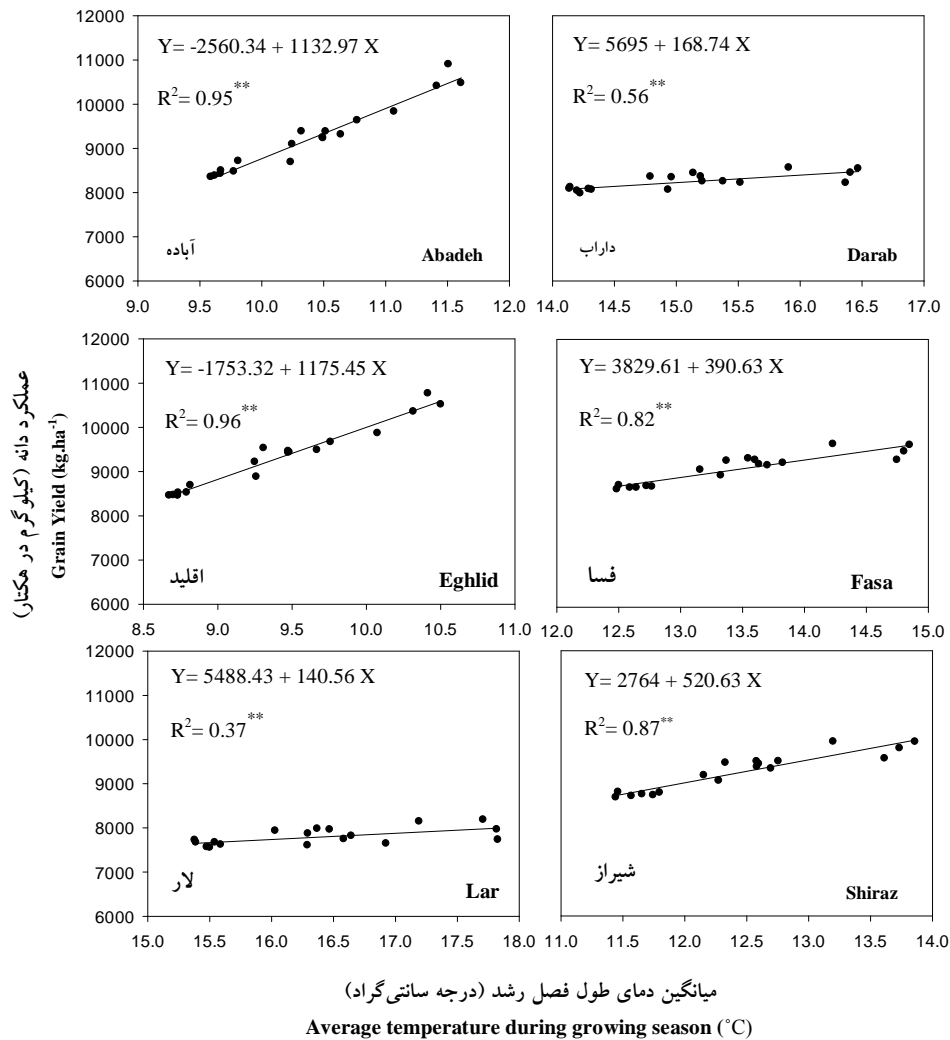 12000
11000
10000
9000
8000
7000
6000
Y= -2560.34 + 1132.97 X
R²= 0.95**
آباده
Abadeh
9.0 9.5 10.0 10.5 11.0 11.5 12.0
Y= 5695 + 168.74 X
R²= 0.56**
داراب
Darab
14.0 14.5 15.0 15.5 16.0 16.5 17.0
عملکرد دانه (کیلوگرم در هکتار)
Grain Yield (kg.ha⁻¹)
12000
11000
10000
9000
8000
7000
6000
Y= -1753.32 + 1175.45 X
R²= 0.96**
اقلید
Eghlid
8.5 9.0 9.5 10.0 10.5 11.0
Y= 3829.61 + 390.63 X
R²= 0.82**
فسا
Fasa
12.0 12.5 13.0 13.5 14.0 14.5 15.0
12000
11000
10000
9000
8000
7000
6000
Y= 5488.43 + 140.56 X
R²= 0.37**
لار
Lar
15.0 15.5 16.0 16.5 17.0 17.5 18.0
Y= 2764 + 520.63 X
R²= 0.87**
شیراز
Shiraz
11.0 11.5 12.0 12.5 13.0 13.5 14.0
میانگین دمای طول فصل رشد (درجه سانتی‌گراد)
Average temperature during growing season (˚C)